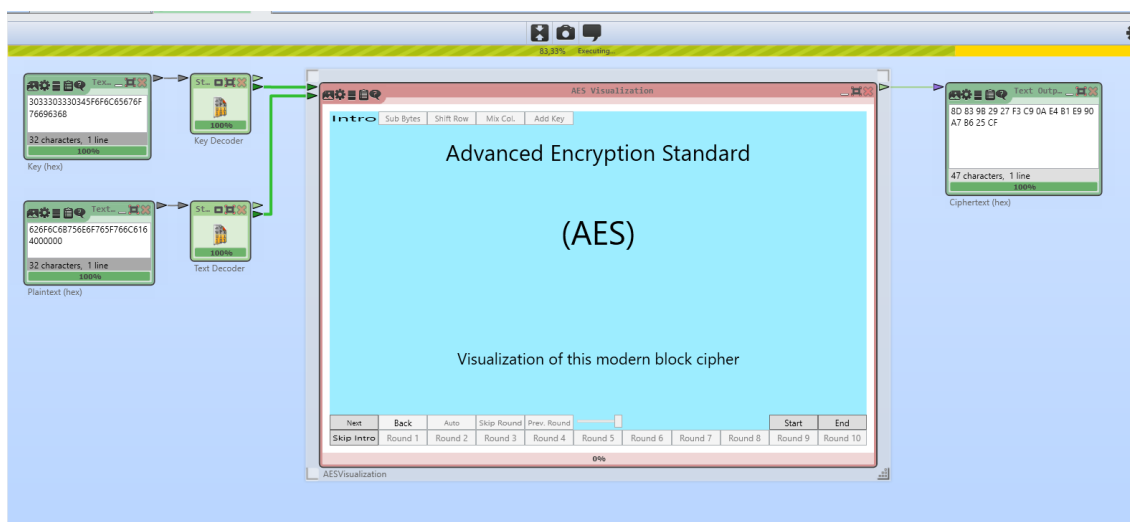 83,33% Executing...
Tex...
3033303330345F6F6C65676F
76696368
32 characters, 1 line
100%
Key (hex)
St...
100%
Key Decoder
Text...
626F6C6B756E6F765F766C616
4000000
32 characters, 1 line
100%
Plaintext (hex)
St...
100%
Text Decoder
AES Visualization
Intro Sub Bytes Shift Row Mix Col. Add Key
Advanced Encryption Standard
(AES)
Visualization of this modern block cipher
Next Back Auto Skip Round Prev. Round Start End
Skip Intro Round 1 Round 2 Round 3 Round 4 Round 5 Round 6 Round 7 Round 8 Round 9 Round 10
0%
AESVisualization
Text Outp...
8D 83 9B 29 27 F3 C9 0A E4 B1 E9 90
A7 B6 25 CF
47 characters, 1 line
100%
Ciphertext (hex)